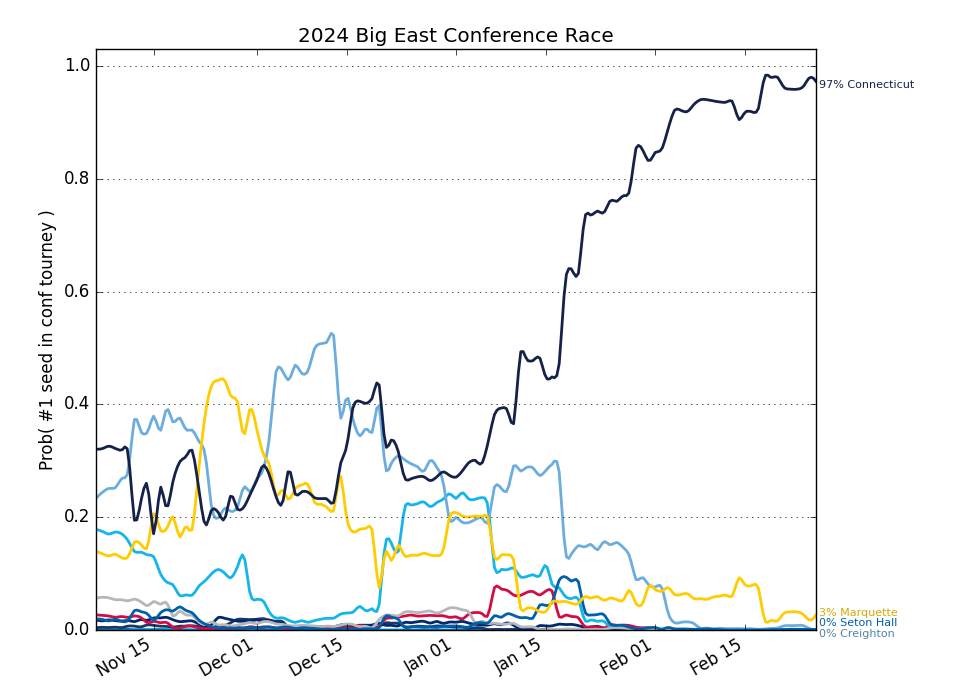 2024 Big East Conference Race
Prob( #1 seed in conf tourney )
1.0
0.8
0.6
0.4
0.2
0.0
Nov 15
Dec 01
Dec 15
Jan 01
Jan 15
Feb 01
Feb 15
97% Connecticut
3% Marquette
0% Seton Hall
0% Creighton